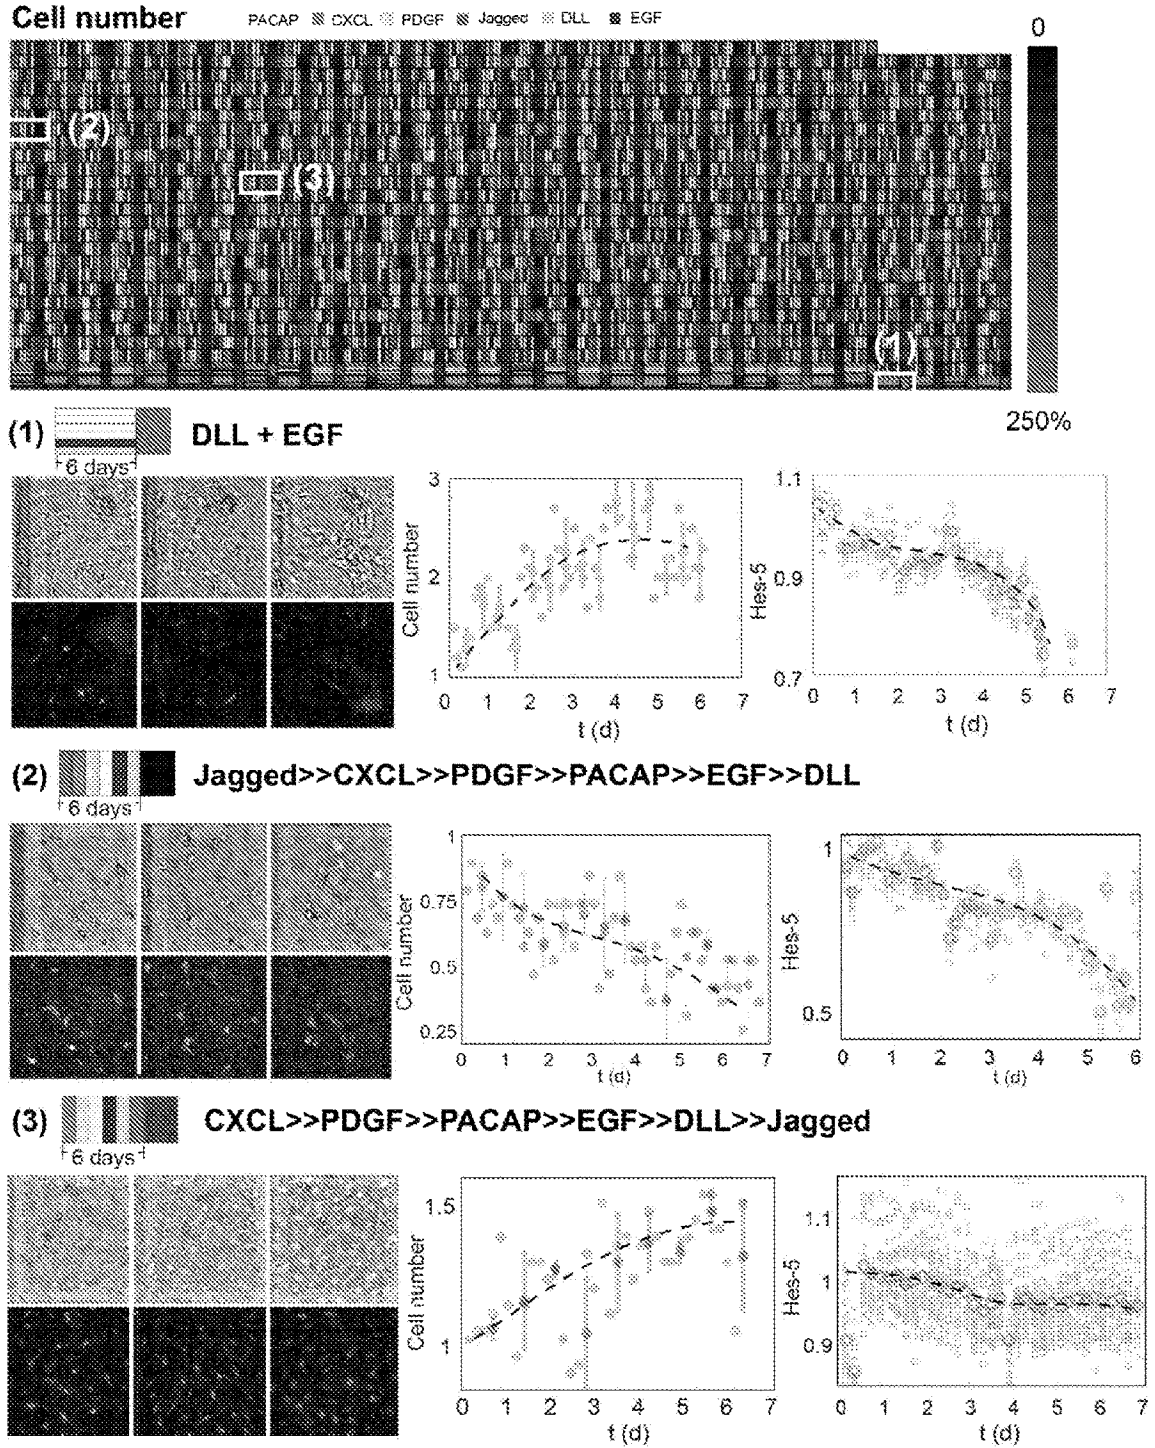 Cell number PACAP CXCL PDGF Jagged DLL EGF
0
(2)
(3)
(1)
250%
(1) DLL + EGF
6 days
3
2
1
Cell number
0 1 2 3 4 5 6 7
t (d)
1.1
0.9
0.7
Hes-5
0 1 2 3 4 5 6 7
t (d)
(2) Jagged>>CXCL>>PDGF>>PACAP>>EGF>>DLL
6 days
1
0.75
0.5
0.25
Cell number
0 1 2 3 4 5 6 7
t (d)
1
0.5
Hes-5
0 1 2 3 4 5 6
t (d)
(3) CXCL>>PDGF>>PACAP>>EGF>>DLL>>Jagged
6 days
1.5
1
Cell number
0 1 2 3 4 5 6 7
t (d)
1.1
1
0.9
Hes-5
0 1 2 3 4 5 6 7
t (d)